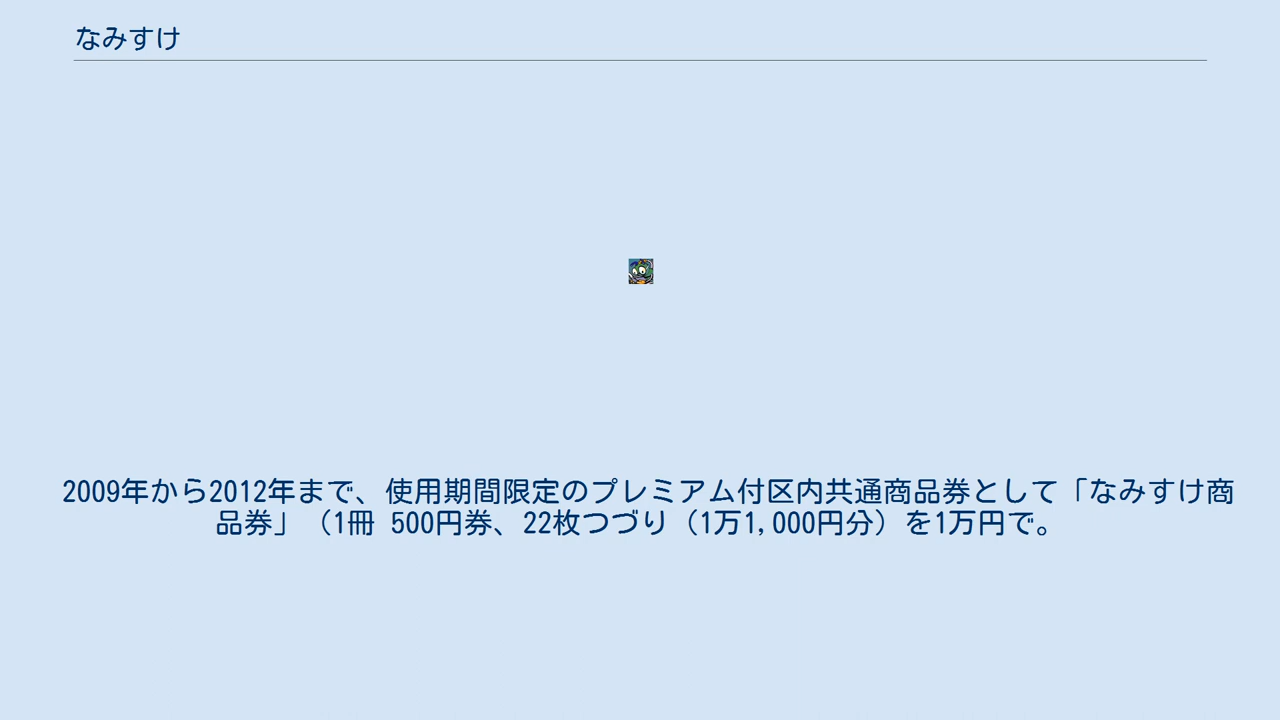 なみすけ
2009年から2012年まで、使用期間限定のプレミアム付区内共通商品券として「なみすけ商
品券」（1冊 500円券、22枚つづり（1万1,000円分）を1万円で。